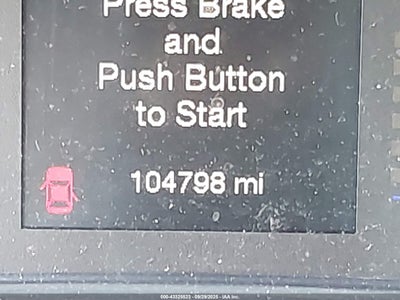 Press Brake
and
Push Button
to Start
104798 mi